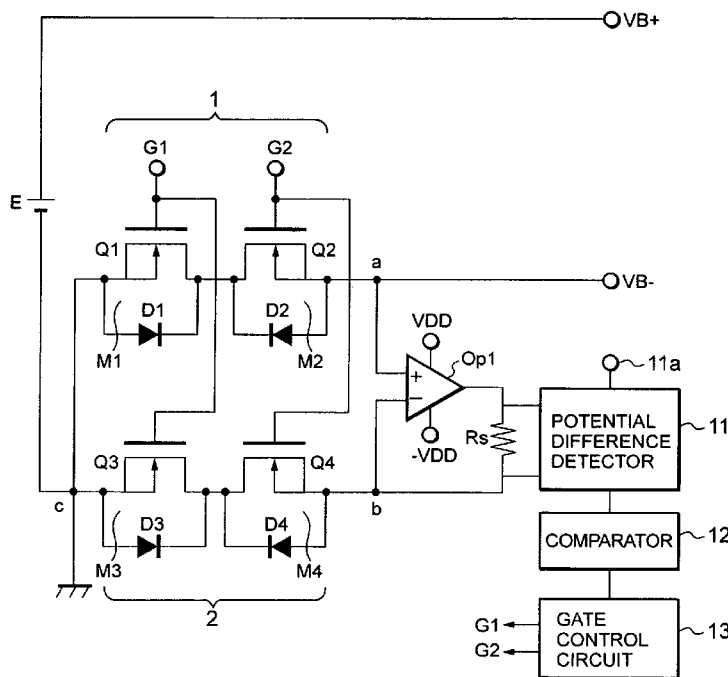 VB+
1
G1
G2
E
Q1
Q2
a
VB-
D1
D2
VDD
Op1
M1
M2
11a
+
−
Rs
POTENTIAL
DIFFERENCE
DETECTOR
11
-VDD
Q3
Q4
c
b
D3
D4
M3
M4
COMPARATOR
12
2
G1
G2
GATE
CONTROL
CIRCUIT
13